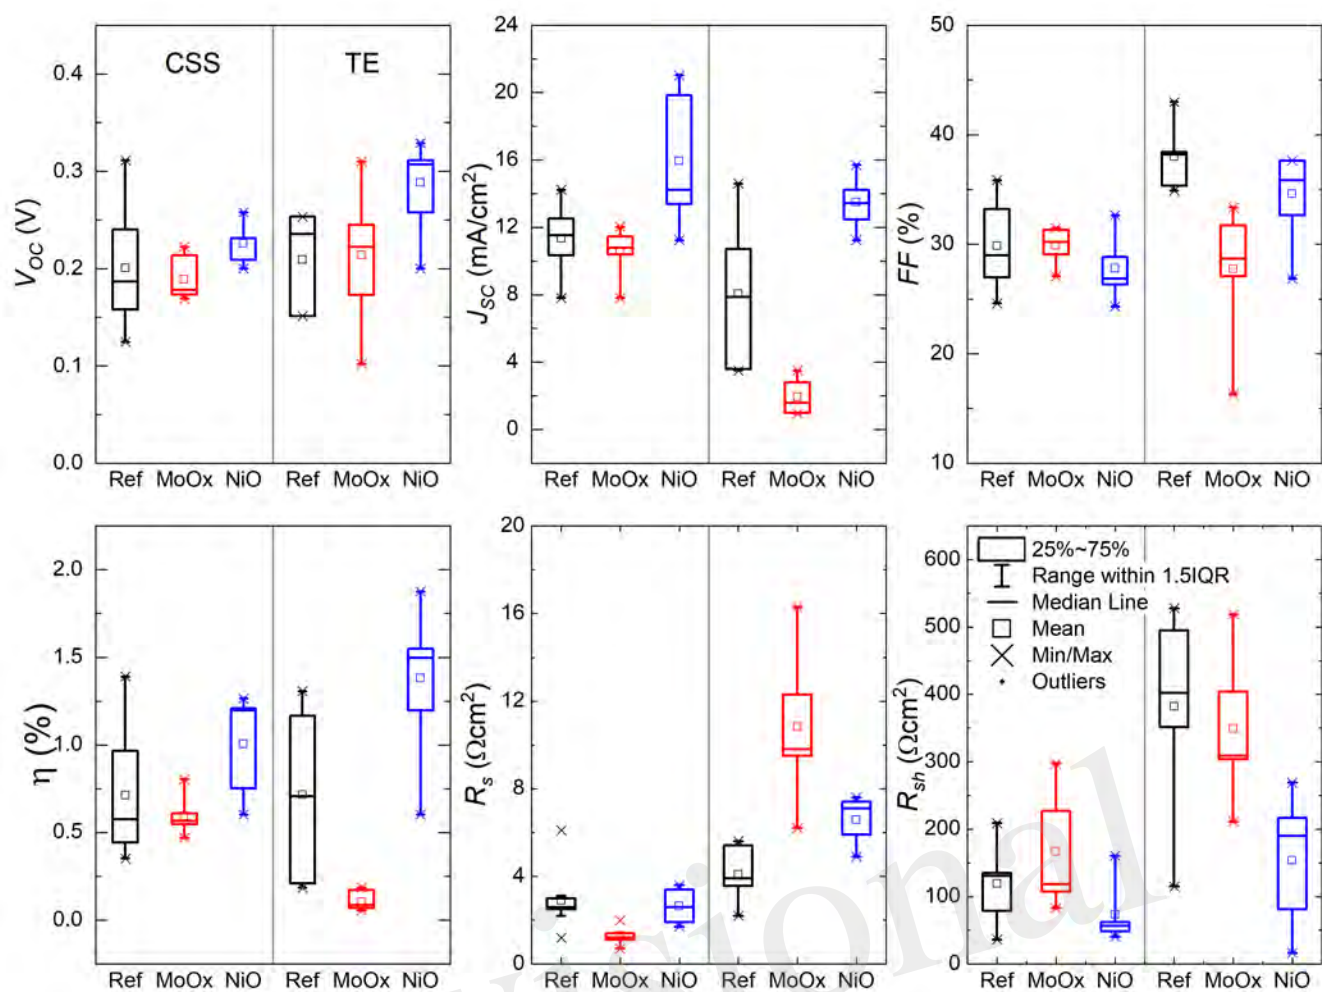 CSS TE
V_OC (V)
0.4
0.3
0.2
0.1
0.0
Ref MoOx NiO Ref MoOx NiO
J_SC (mA/cm²)
24
20
16
12
8
4
0
Ref MoOx NiO Ref MoOx NiO
FF (%)
50
40
30
20
10
Ref MoOx NiO Ref MoOx NiO
η (%)
2.0
1.5
1.0
0.5
0.0
Ref MoOx NiO Ref MoOx NiO
R_s (Ωcm²)
20
16
12
8
4
0
Ref MoOx NiO Ref MoOx NiO
R_sh (Ωcm²)
600
500
400
300
200
100
0
25%~75%
Range within 1.5IQR
Median Line
Mean
Min/Max
Outliers
Ref MoOx NiO Ref MoOx NiO